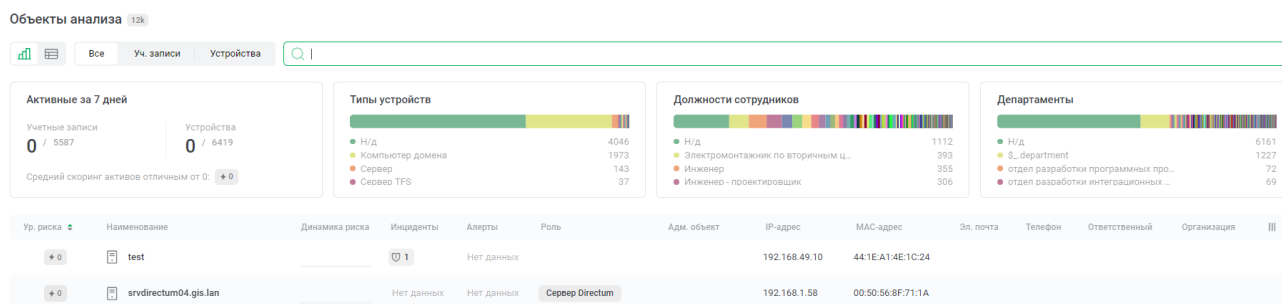 Объекты анализа 12k
Все Уч. записи Устройства
Активные за 7 дней
Учетные записи Устройства
0 / 5587 0 / 6419
Средний скоринг активов отличным от 0: 0
Типы устройств
Н/д 4046
Компьютер домена 1973
Сервер 143
Сервер TFS 37
Должности сотрудников
Н/д 1112
Электромонтажник по вторичным ц... 393
Инженер 355
Инженер - проектировщик 306
Департаменты
Н/д 6161
$_department 1227
отдел разработки программных про... 72
отдел разработки интеграционных ... 69
Ур. риска Наименование Динамика риска Инциденты Алерты Роль Адм. объект IP-адрес MAC-адрес Эл. почта Телефон Ответственный Организация
0 test 1 Нет данных 192.168.49.10 44:1E:A1:4E:1C:24
0 srvdirectum04.gis.lan Нет данных Нет данных Сервер Directum 192.168.1.58 00:50:56:8F:71:1A